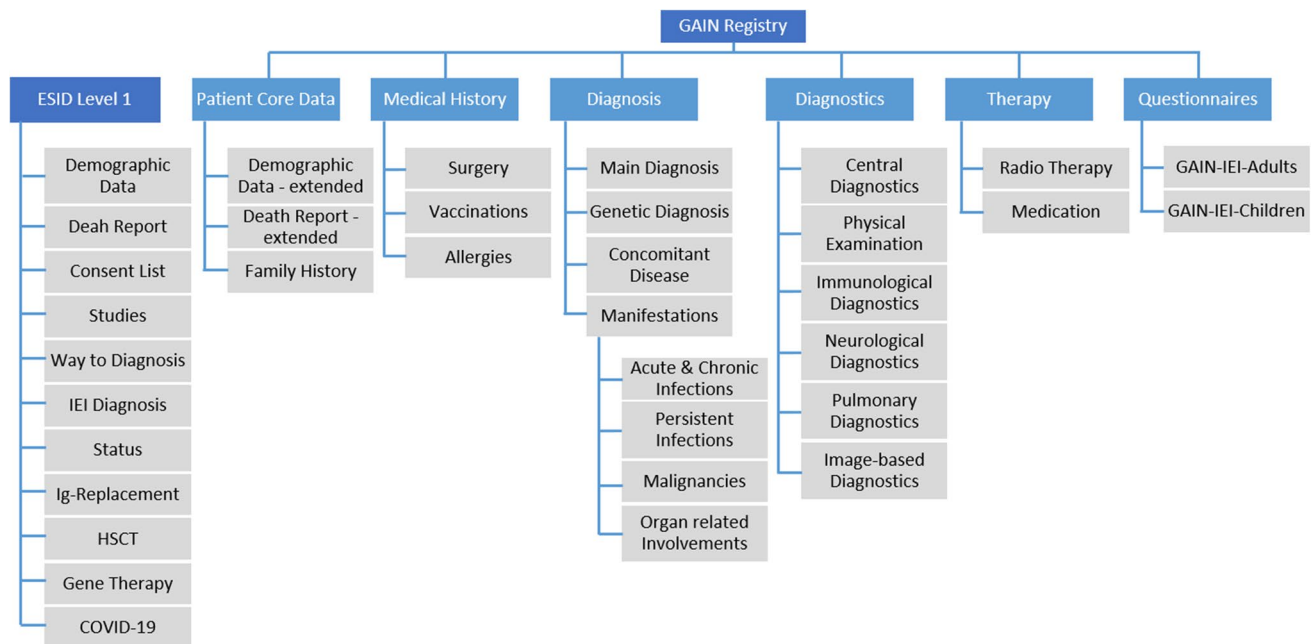 GAIN Registry
ESID Level 1
Demographic
Data
Deah Report
Consent List
Studies
Way to Diagnosis
IEI Diagnosis
Status
Ig-Replacement
HSCT
Gene Therapy
COVID-19
Patient Core Data
Demographic
Data - extended
Death Report -
extended
Family History
Medical History
Surgery
Vaccinations
Allergies
Diagnosis
Main Diagnosis
Genetic Diagnosis
Concomitant
Disease
Manifestations
Acute & Chronic
Infections
Persistent
Infections
Malignancies
Organ related
Involvements
Diagnostics
Central
Diagnostics
Physical
Examination
Immunological
Diagnostics
Neurological
Diagnostics
Pulmonary
Diagnostics
Image-based
Diagnostics
Therapy
Radio Therapy
Medication
Questionnaires
GAIN-IEI-Adults
GAIN-IEI-Children